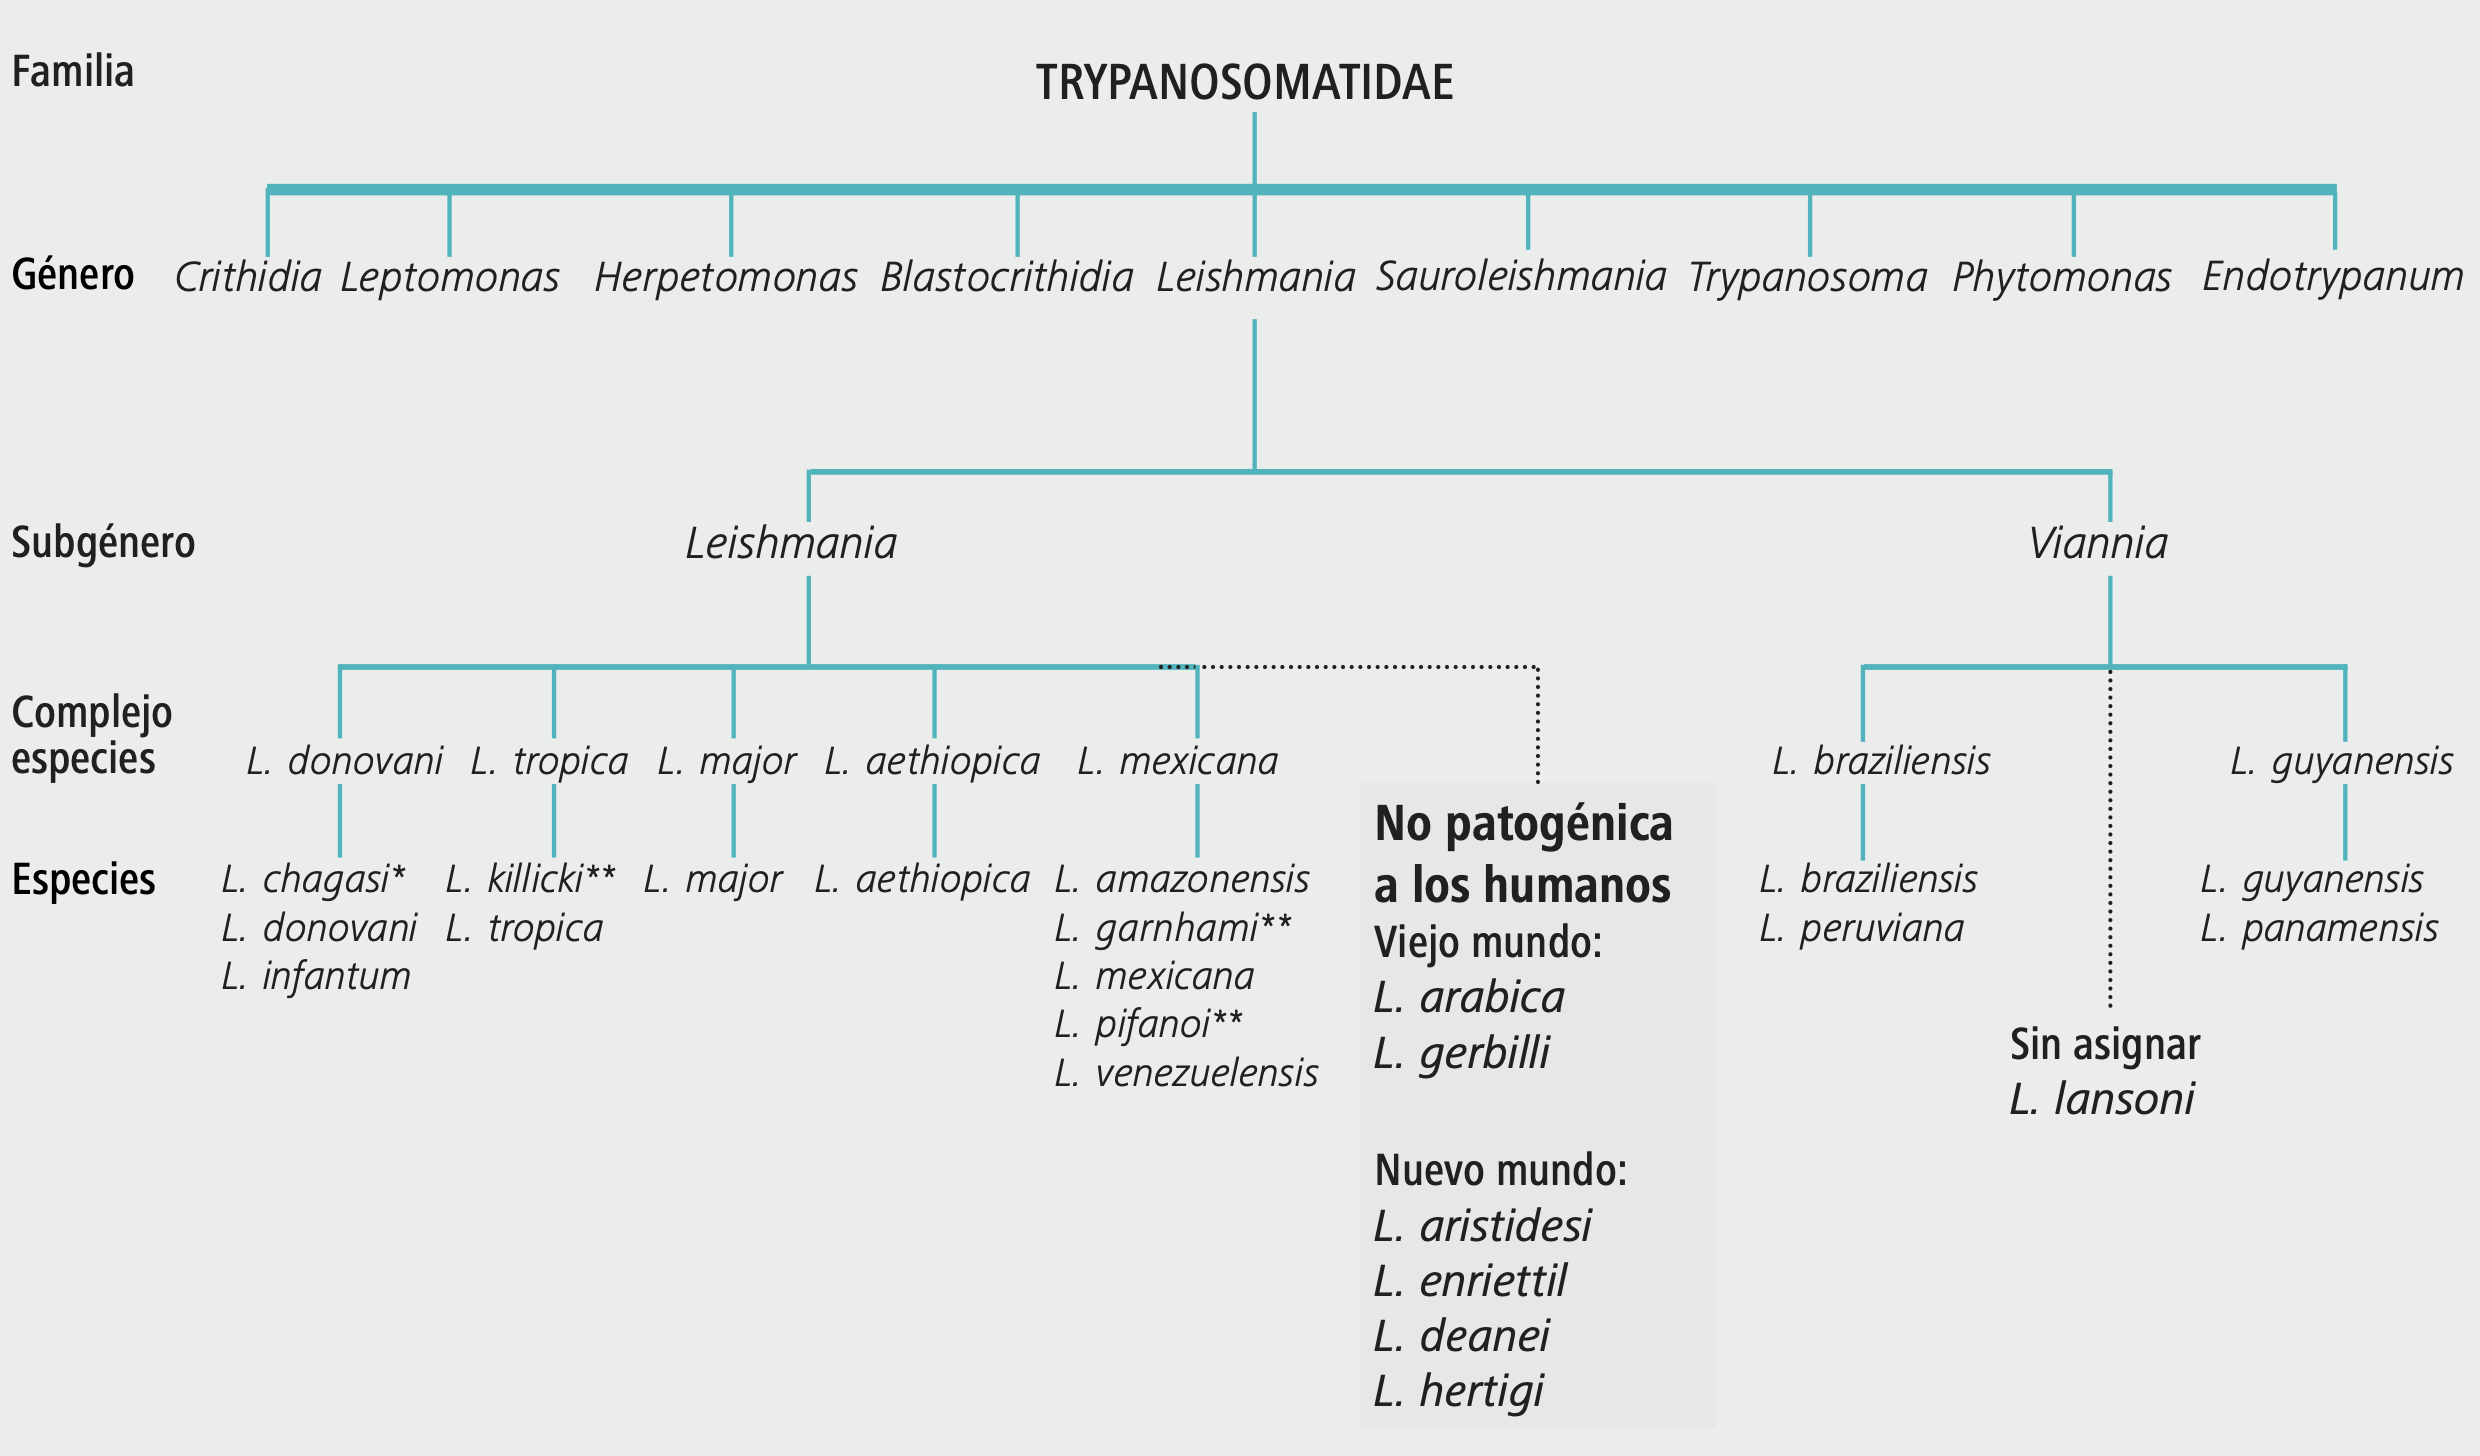 Familia
TRYPANOSOMATIDAE
Género
Crithidia
Leptomonas
Herpetomonas
Blastocrithidia
Leishmania
Sauroleishmania
Trypanosoma
Phytomonas
Endotrypanum
Subgénero
Leishmania
Viannia
Complejo
especies
L. donovani
L. tropica
L. major
L. aethiopica
L. mexicana
L. braziliensis
L. guyanensis
Especies
L. chagasi*
L. donovani
L. infantum
L. killicki**
L. tropica
L. major
L. aethiopica
L. amazonensis
L. garnhami**
L. mexicana
L. pifanoi**
L. venezuelensis
No patogénica
a los humanos
Viejo mundo:
L. arabica
L. gerbilli
Nuevo mundo:
L. aristidesi
L. enriettil
L. deanei
L. hertigi
L. braziliensis
L. peruviana
Sin asignar
L. lansoni
L. guyanensis
L. panamensis